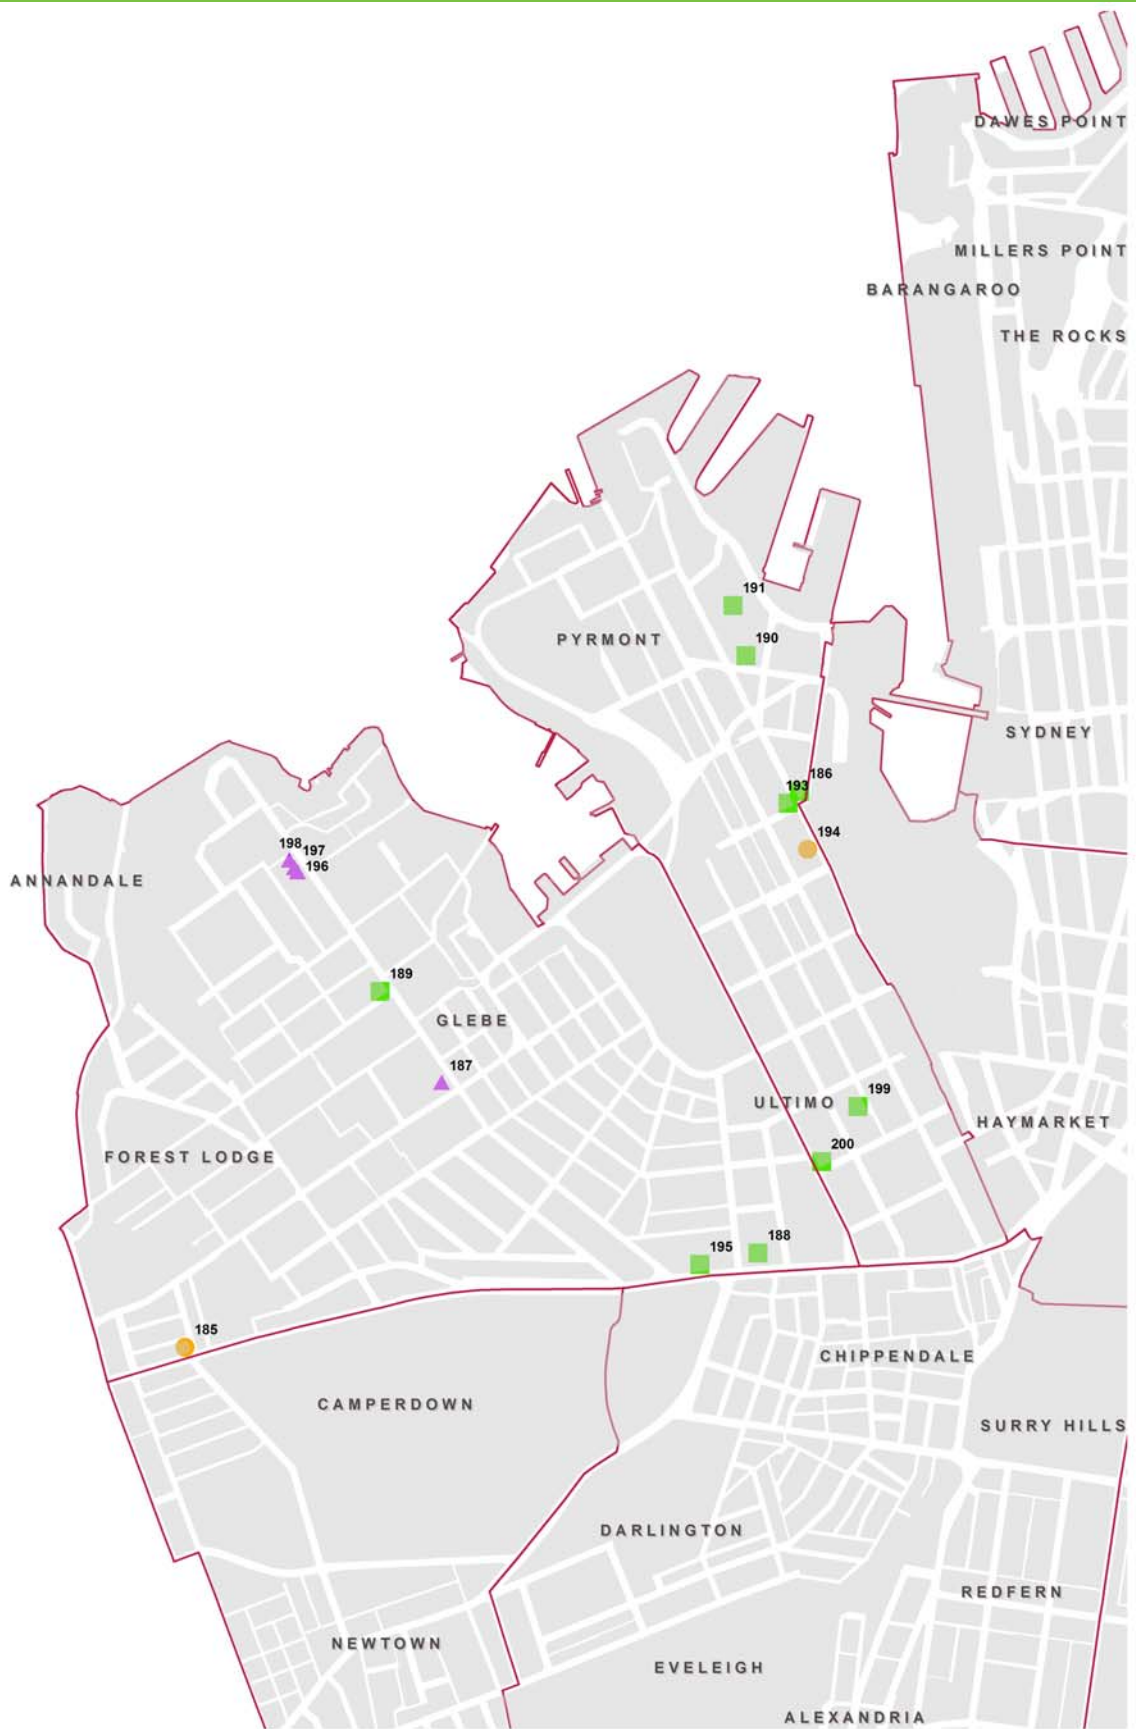 DAWES POINT
MILLERS POINT
BARANGAROO
THE ROCKS
191
190
PYRMONT
SYDNEY
186
193
194
198
197
196
ANNANDALE
189
GLEBE
187
199
ULTIMO
HAYMARKET
200
FOREST LODGE
188
195
185
CHIPPENDALE
CAMPERDOWN
SURRY HILLS
DARLINGTON
REDFERN
NEWTOWN
EVELEIGH
ALEXANDRIA